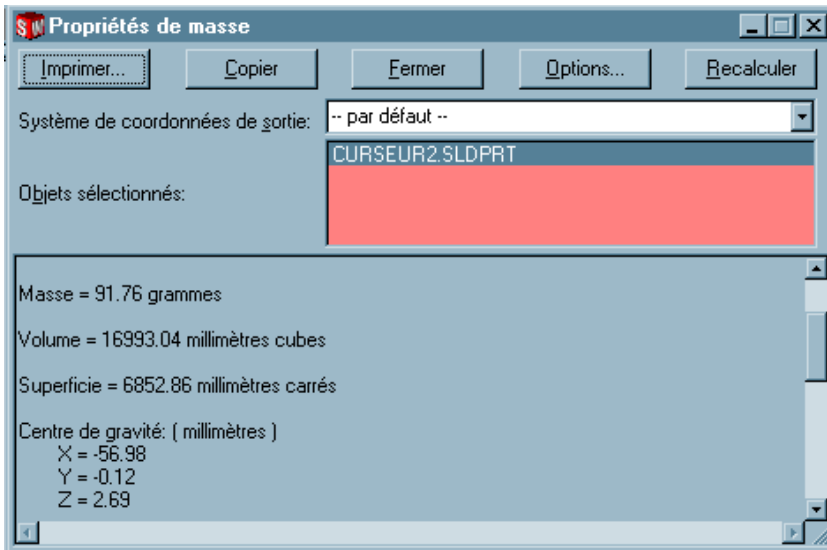 Propriétés de masse
Imprimer... Copier Fermer Options... Recalculer
Système de coordonnées de sortie: -- par défaut --
CURSEUR2.SLDPRT
Objets sélectionnés:
Masse = 91.76 grammes
Volume = 16993.04 millimètres cubes
Superficie = 6852.86 millimètres carrés
Centre de gravité: ( millimètres )
X = -56.98
Y = -0.12
Z = 2.69